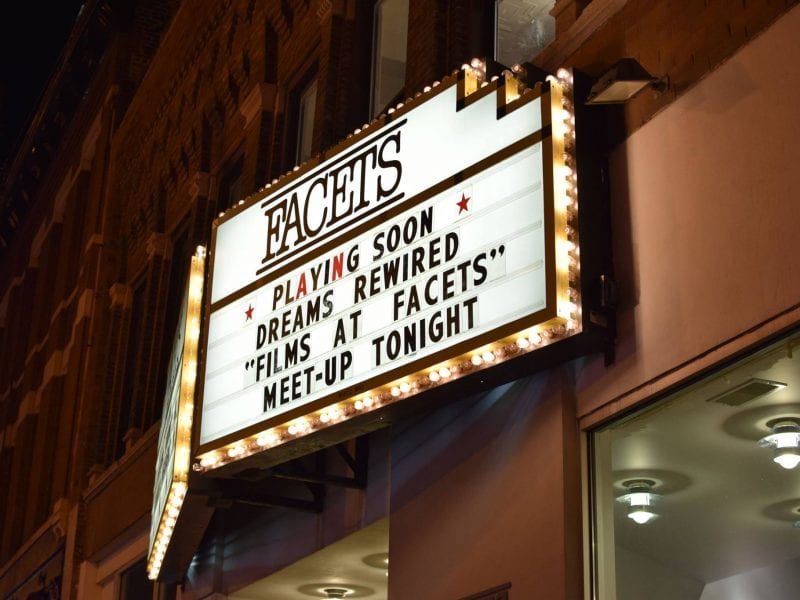 FACETS
★ PLAYING SOON ★
DREAMS REWIRED
"FILMS AT FACETS"
MEET-UP TONIGHT